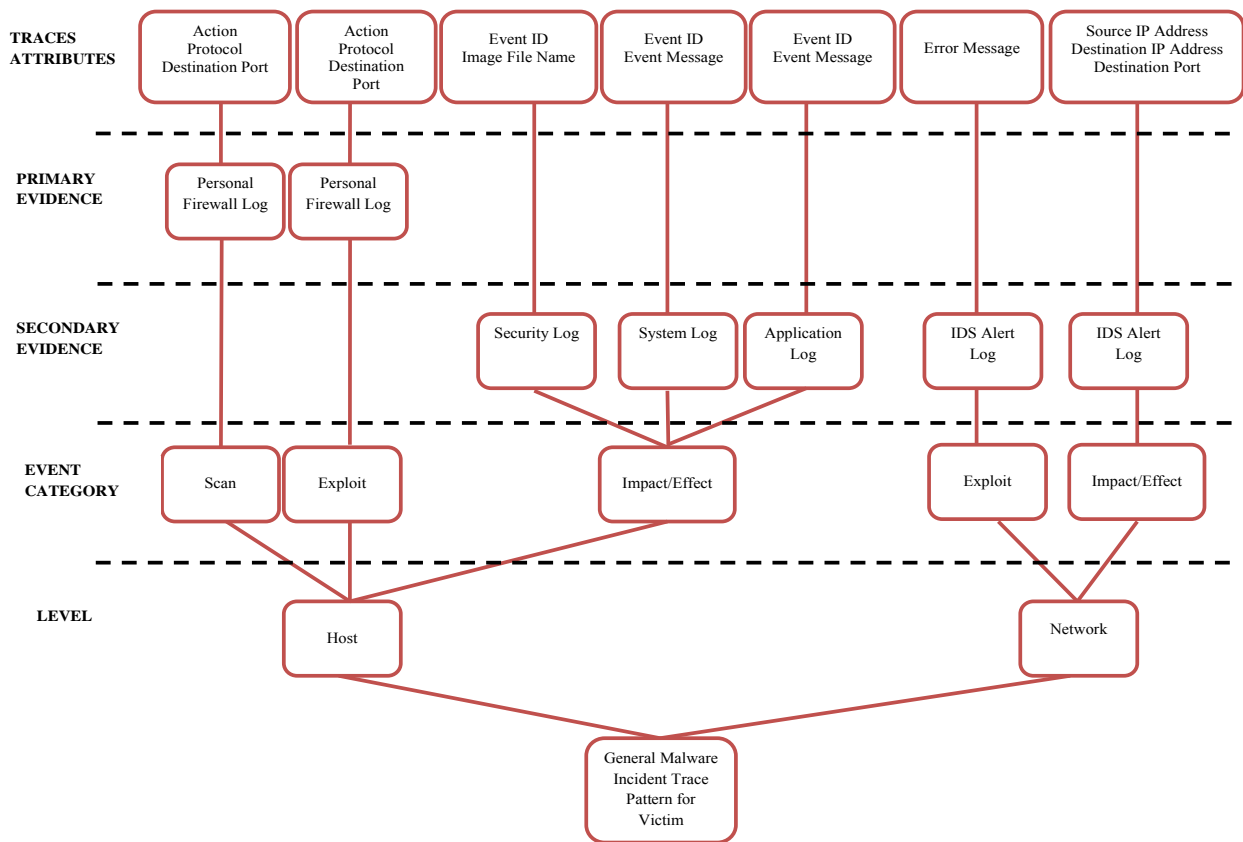 TRACES
ATTRIBUTES
Action
Protocol
Destination Port
Action
Protocol
Destination
Port
Event ID
Image File Name
Event ID
Event Message
Event ID
Event Message
Error Message
Source IP Address
Destination IP Address
Destination Port
PRIMARY
EVIDENCE
Personal
Firewall Log
Personal
Firewall Log
SECONDARY
EVIDENCE
Security Log
System Log
Application
Log
IDS Alert
Log
IDS Alert
Log
EVENT
CATEGORY
Scan
Exploit
Impact/Effect
Exploit
Impact/Effect
LEVEL
Host
Network
General Malware
Incident Trace
Pattern for
Victim